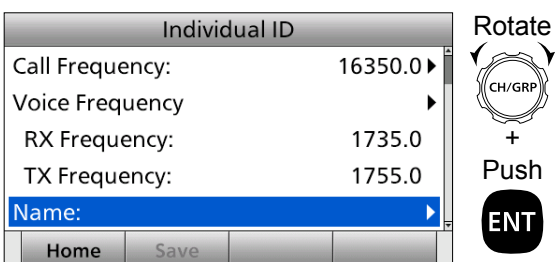 Individual ID
Call Frequency: 16350.0
Voice Frequency
RX Frequency: 1735.0
TX Frequency: 1755.0
Name:
Home Save
Rotate
CH/GRP
+
Push
ENT